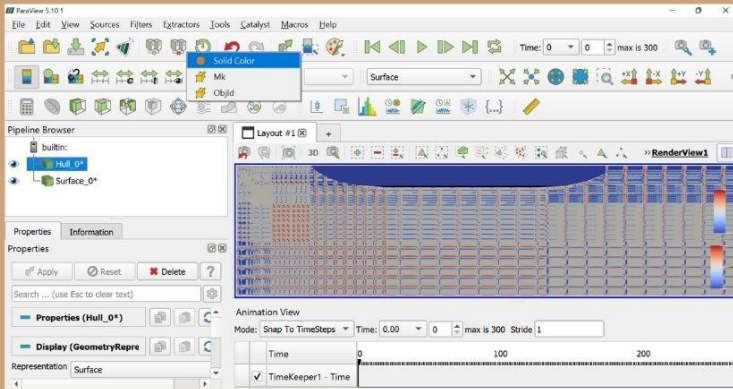 ParaView 5.10.1
File Edit View Sources Filters Extractors Tools Catalyst Macros Help
Time: 0 0 max is 300
Solid Color
Mk
ObjId
Surface
Pipeline Browser
builtin:
Hull_0*
Surface_0*
Layout #1
+
3D
RenderView1
Properties Information
Properties
Apply Reset Delete ?
Search ... (use Esc to clear text)
Properties (Hull_0*)
Display (GeometryRepre
Representation Surface
Animation View
Mode: Snap To TimeSteps Time: 0.00 0 max is 300 Stride 1
Time 0 100 200
TimeKeeper1 - Time